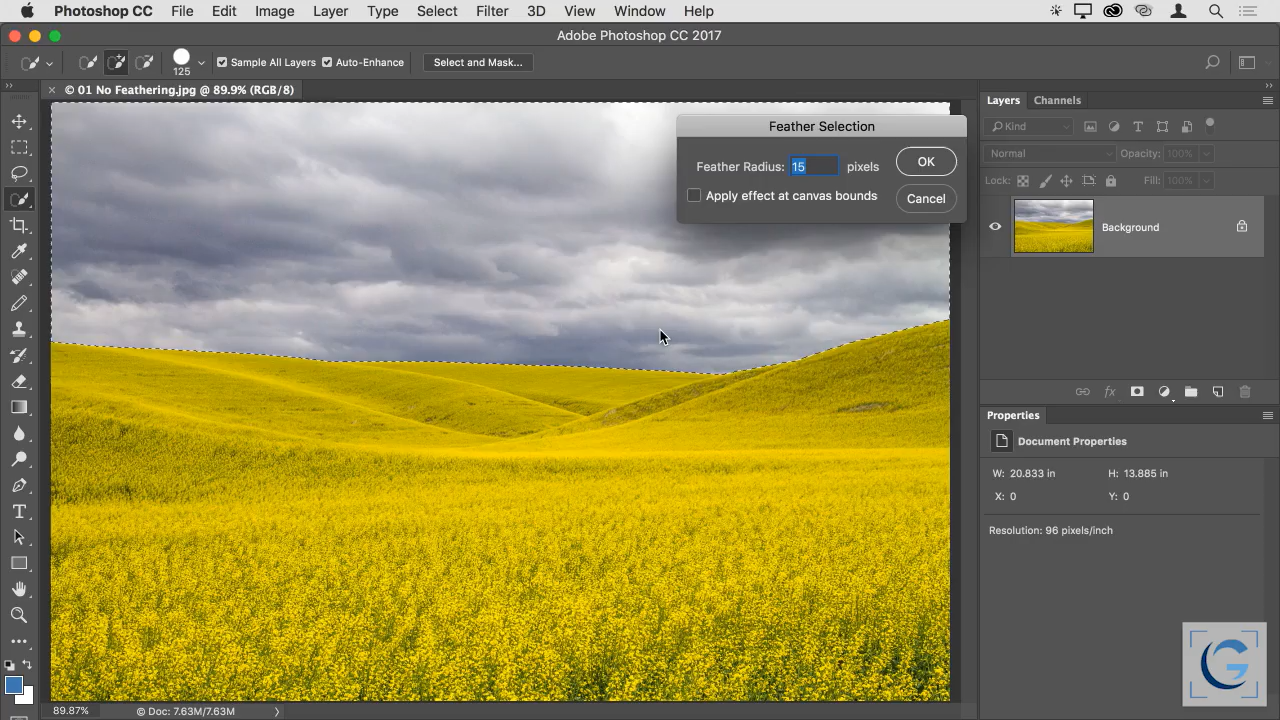 Photoshop CC File Edit Image Layer Type Select Filter 3D View Window Help
Adobe Photoshop CC 2017
125 Sample All Layers Auto-Enhance Select and Mask...
× © 01 No Feathering.jpg @ 89.9% (RGB/8)
Layers Channels
Kind
Normal Opacity: 100%
Lock: Fill: 100%
Background
Feather Selection
Feather Radius: 15 pixels OK
Apply effect at canvas bounds Cancel
Properties
Document Properties
W: 20.833 in H: 13.885 in
X: 0 Y: 0
Resolution: 96 pixels/inch
89.87% © Doc: 7.63M/7.63M